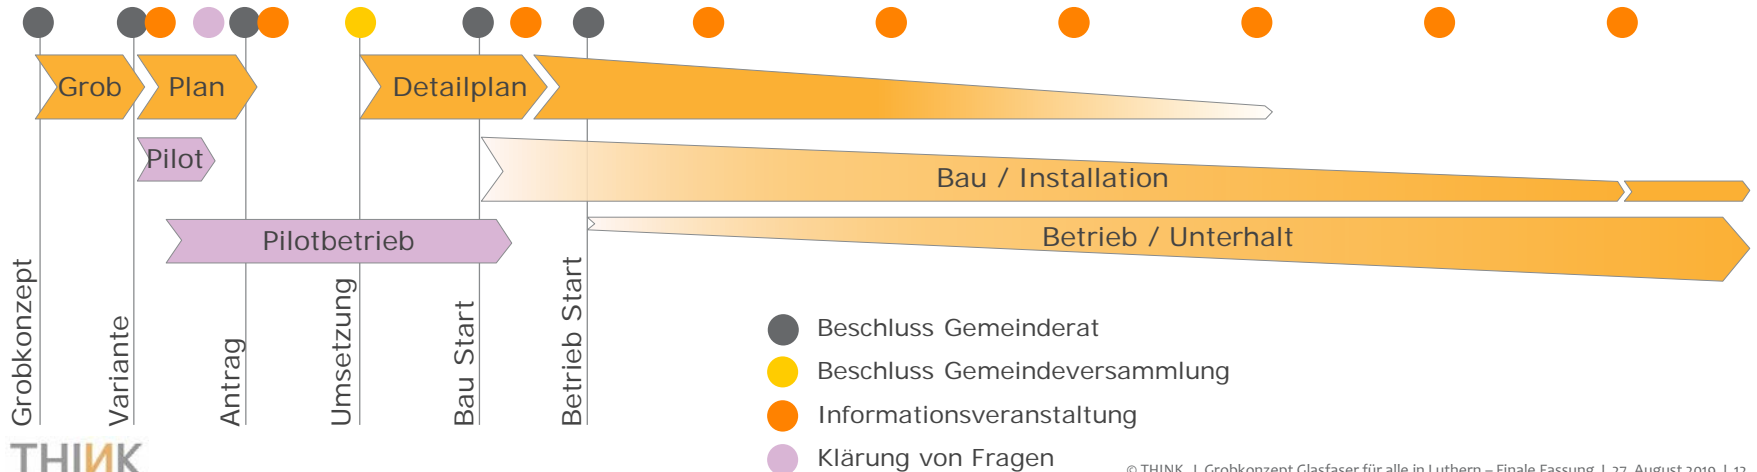 Grob
Plan
Detailplan
Pilot
Bau / Installation
Pilotbetrieb
Betrieb / Unterhalt
Grobkonzept
Variante
Antrag
Umsetzung
Bau Start
Betrieb Start
Beschluss Gemeinderat
Beschluss Gemeindeversammlung
Informationsveranstaltung
Klärung von Fragen
THINK
© THINK | Grobkonzept Glasfaser für alle in Luthern – Finale Fassung | 27. August 2019 | 12